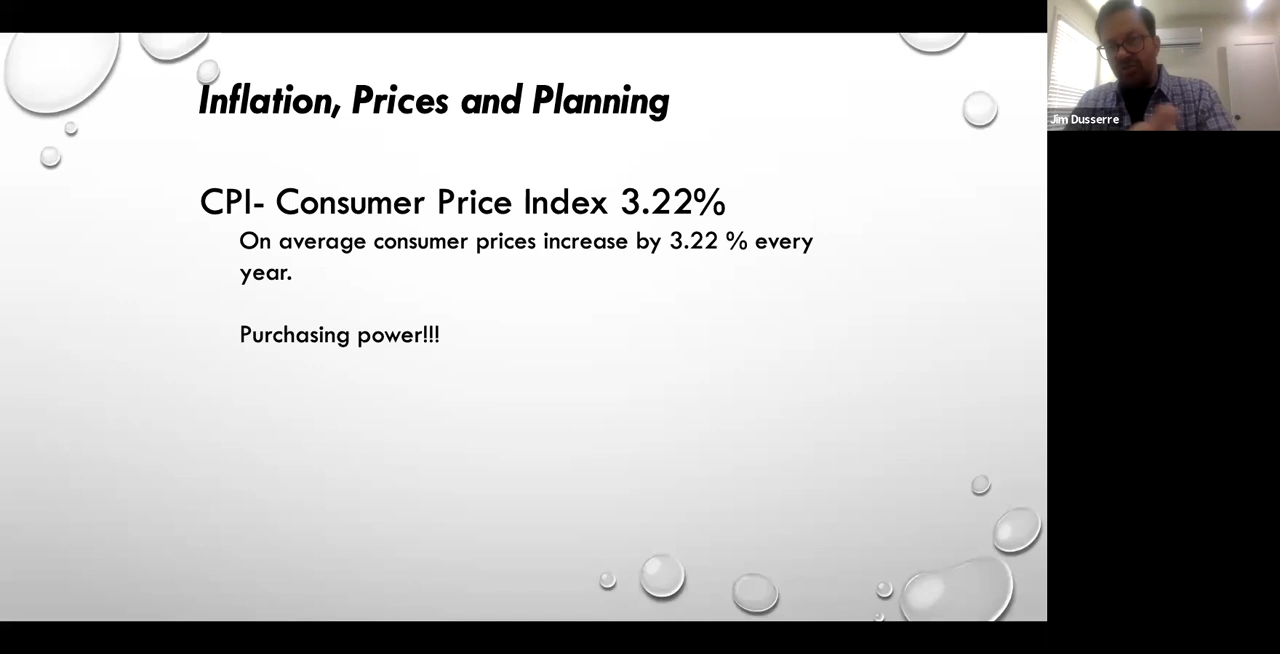 Inflation, Prices and Planning
CPI- Consumer Price Index 3.22%
On average consumer prices increase by 3.22 % every
year.
Purchasing power!!!
Jim Dusserre